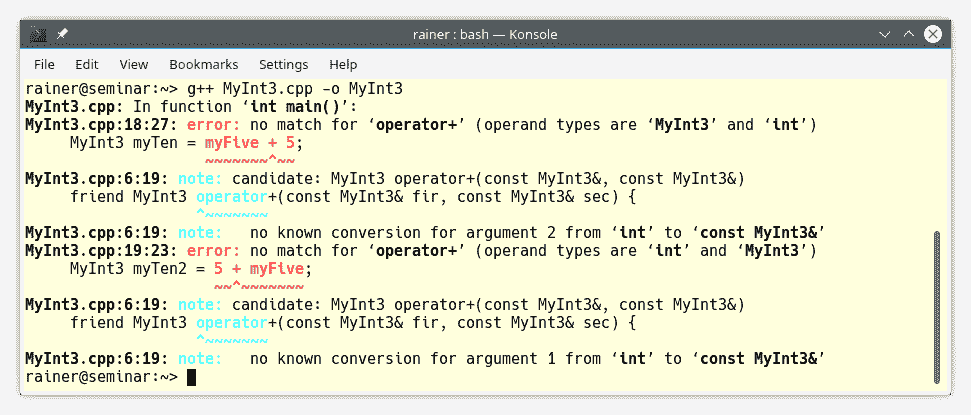 rainer : bash — Konsole
File Edit View Bookmarks Settings Help
rainer@seminar:~> g++ MyInt3.cpp -o MyInt3
MyInt3.cpp: In function ‘int main()’:
MyInt3.cpp:18:27: error: no match for ‘operator+’ (operand types are ‘MyInt3’ and ‘int’)
     MyInt3 myTen = myFive + 5;
                    ~~~~~~~^~~
MyInt3.cpp:6:19: note: candidate: MyInt3 operator+(const MyInt3&, const MyInt3&)
     friend MyInt3 operator+(const MyInt3& fir, const MyInt3& sec) {
                   ^~~~~~~~
MyInt3.cpp:6:19: note:   no known conversion for argument 2 from ‘int’ to ‘const MyInt3&’
MyInt3.cpp:19:23: error: no match for ‘operator+’ (operand types are ‘int’ and ‘MyInt3’)
     MyInt3 myTen2 = 5 + myFive;
                     ~~^~~~~~~~
MyInt3.cpp:6:19: note: candidate: MyInt3 operator+(const MyInt3&, const MyInt3&)
     friend MyInt3 operator+(const MyInt3& fir, const MyInt3& sec) {
                   ^~~~~~~~
MyInt3.cpp:6:19: note:   no known conversion for argument 1 from ‘int’ to ‘const MyInt3&’
rainer@seminar:~>